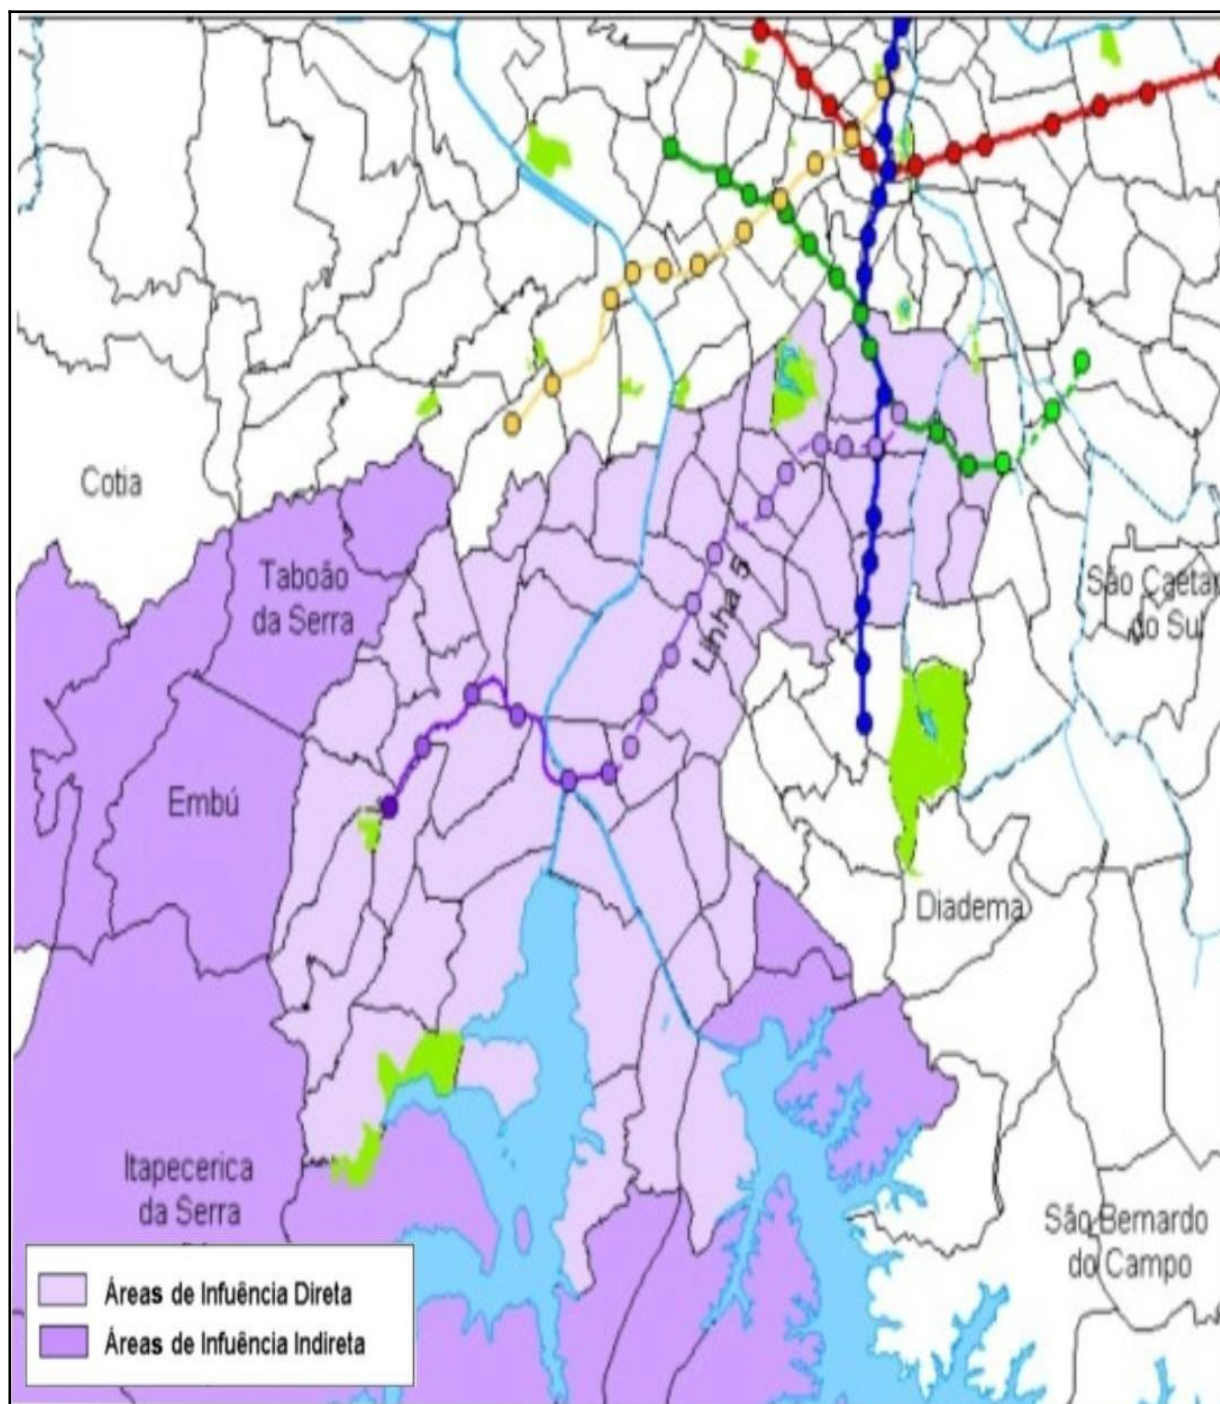 Cotia
Taboão
da Serra
Linha 5
São Caetan
do Sul
Embú
Diadema
Itapecerica
da Serra
São Bernardo
do Campo
Áreas de Infuência Direta
Áreas de Infuência Indireta